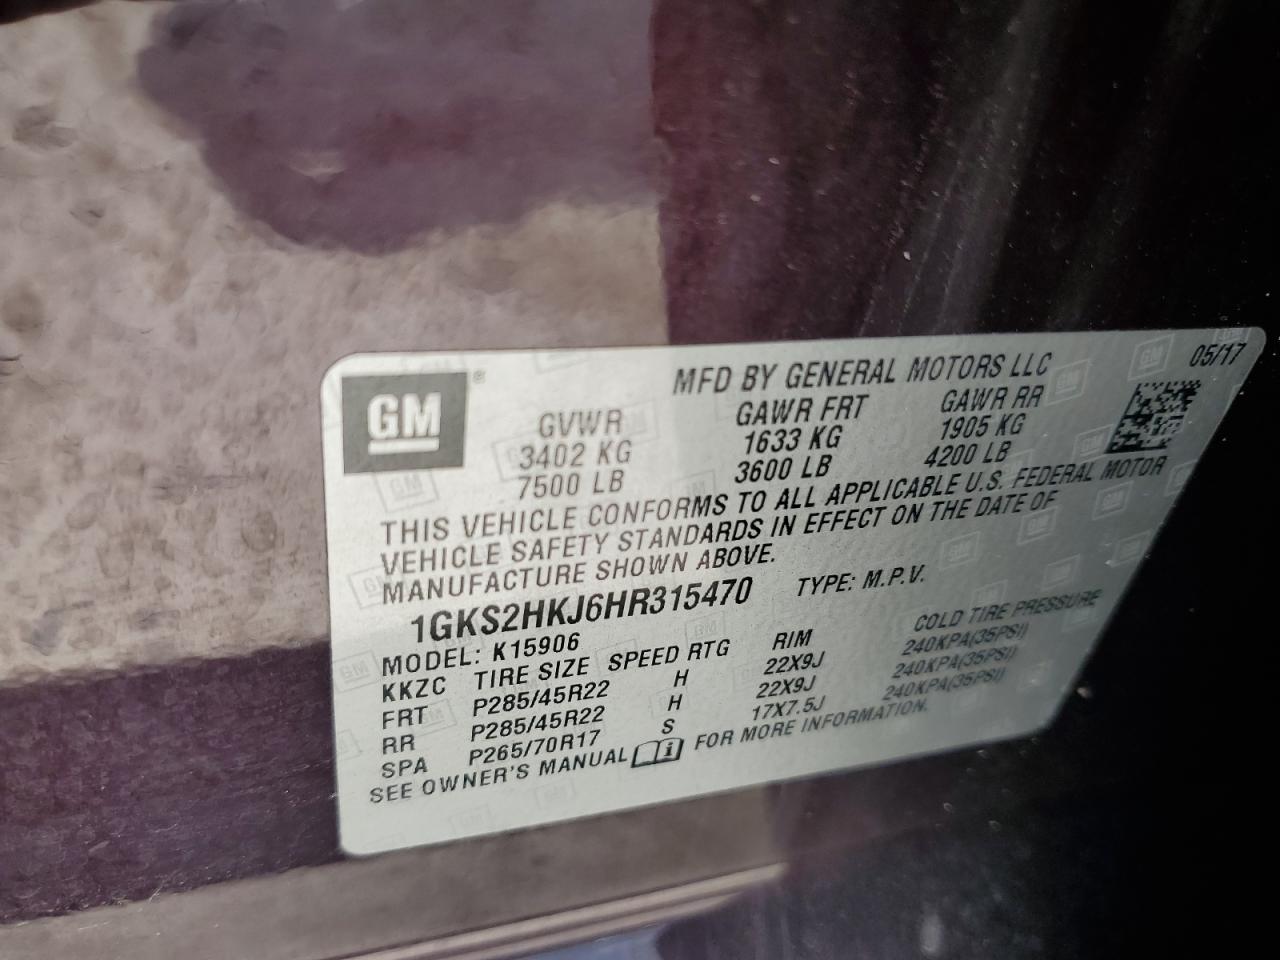 MFD BY GENERAL MOTORS LLC 05/17
GM ®
GVWR GAWR FRT GAWR RR
3402 KG 1633 KG 1905 KG
7500 LB 3600 LB 4200 LB
THIS VEHICLE CONFORMS TO ALL APPLICABLE U.S. FEDERAL MOTOR
VEHICLE SAFETY STANDARDS IN EFFECT ON THE DATE OF
MANUFACTURE SHOWN ABOVE.
1GKS2HKJ6HR315470 TYPE: M.P.V.
MODEL: K15906
KKZC TIRE SIZE SPEED RTG RIM COLD TIRE PRESSURE
FRT P285/45R22 H 22X9J 240KPA(35PSI)
RR P285/45R22 H 22X9J 240KPA(35PSI)
SPA P265/70R17 S 17X7.5J 240KPA(35PSI)
SEE OWNER'S MANUAL FOR MORE INFORMATION.